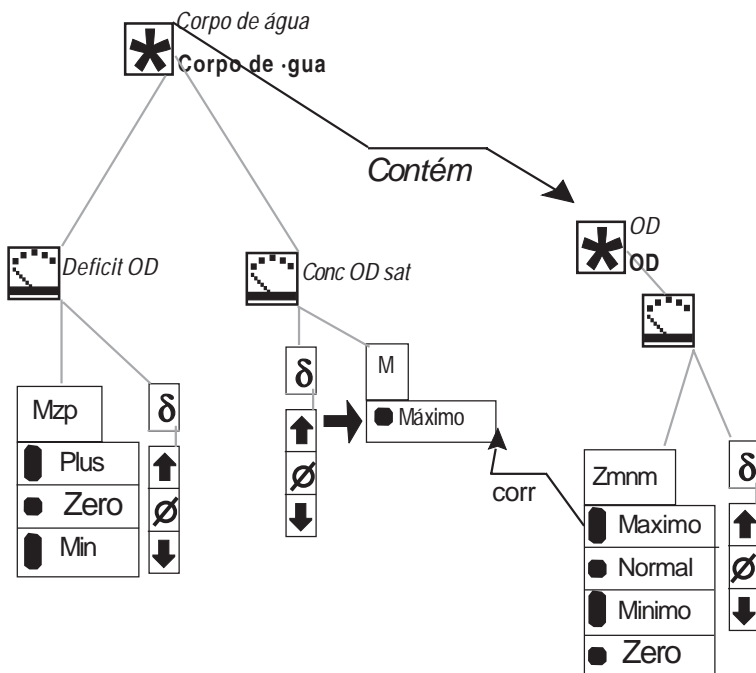 Corpo de água
Corpo de ·gua
Contém
OD
OD
Deficit OD
Conc OD sat
Mzp
δ
Plus
Zero
Min
δ
M
Máximo
corr
Zmnm
δ
Maximo
Normal
Minimo
Zero